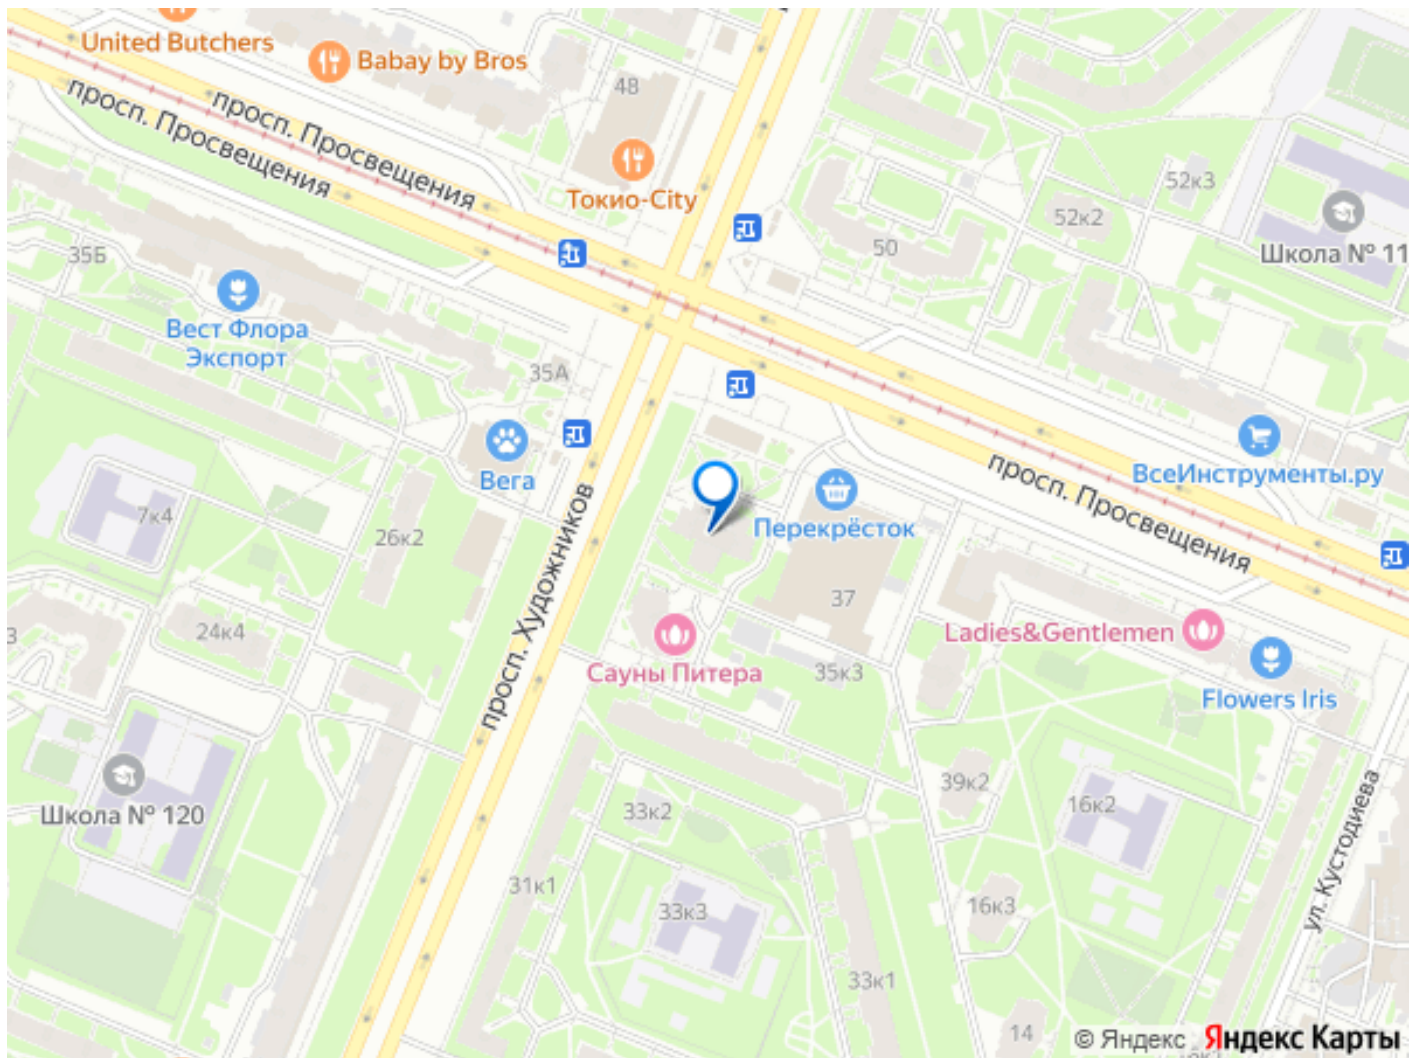 United Butchers
Babay by Bros
48
просп. Просвещения
просп. Просвещения
Токио-City
52к3
52к2
50
Школа № 11
35Б
Вест Флора
Экспорт
35А
Вега
ВсеИнструменты.ру
просп. Просвещения
Перекрёсток
7к4
26к2
просп. Художников
37
24к4
3
Сауны Питера
35к3
Ladies&Gentlemen
Flowers Iris
Школа № 120
33к2
39к2
16к2
ул. Кустодиева
31к1
33к3
16к3
33к1
14
© Яндекс Яндекс Карты